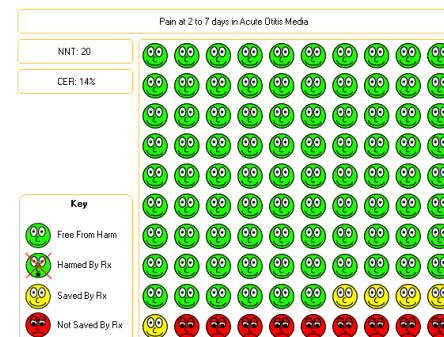 Pain at 2 to 7 days in Acute Otitis Media
NNT: 20
CER: 14%
Key
Free From Harm
Harmed By Rx
Saved By Rx
Not Saved By Rx